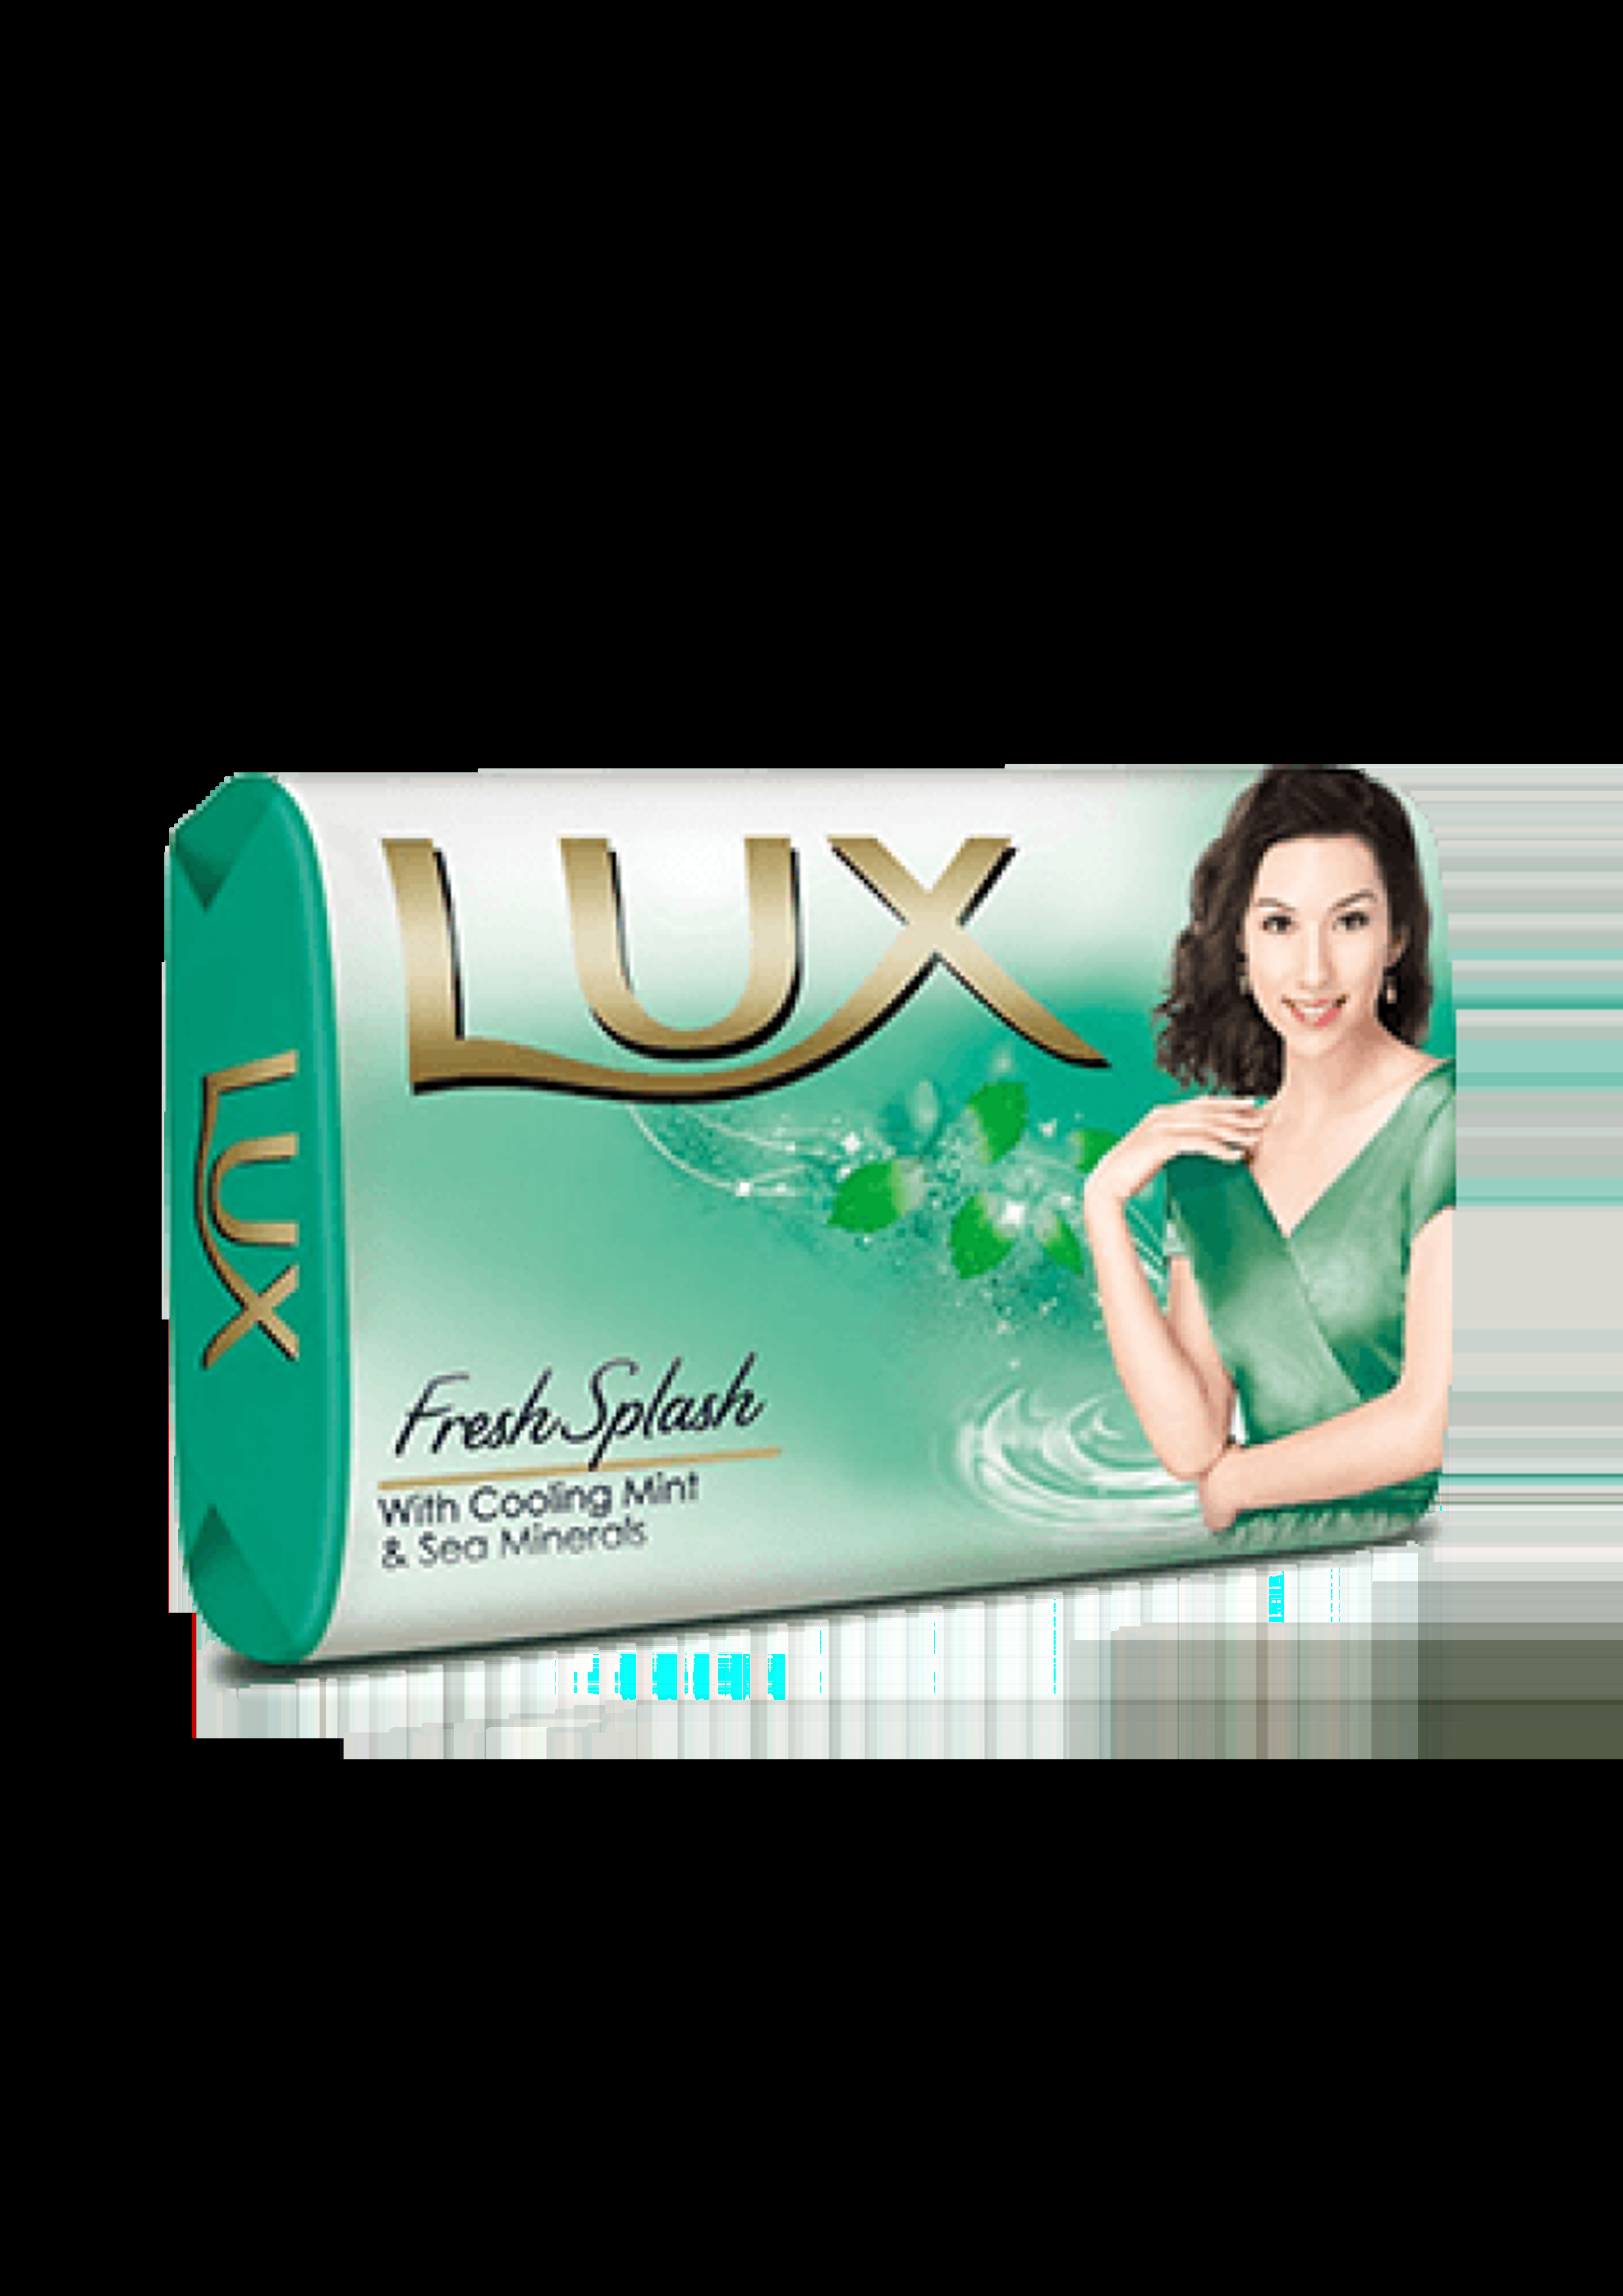 LUX
LUX
Fresh Splash
With Cooling Mint
& Sea Minerals